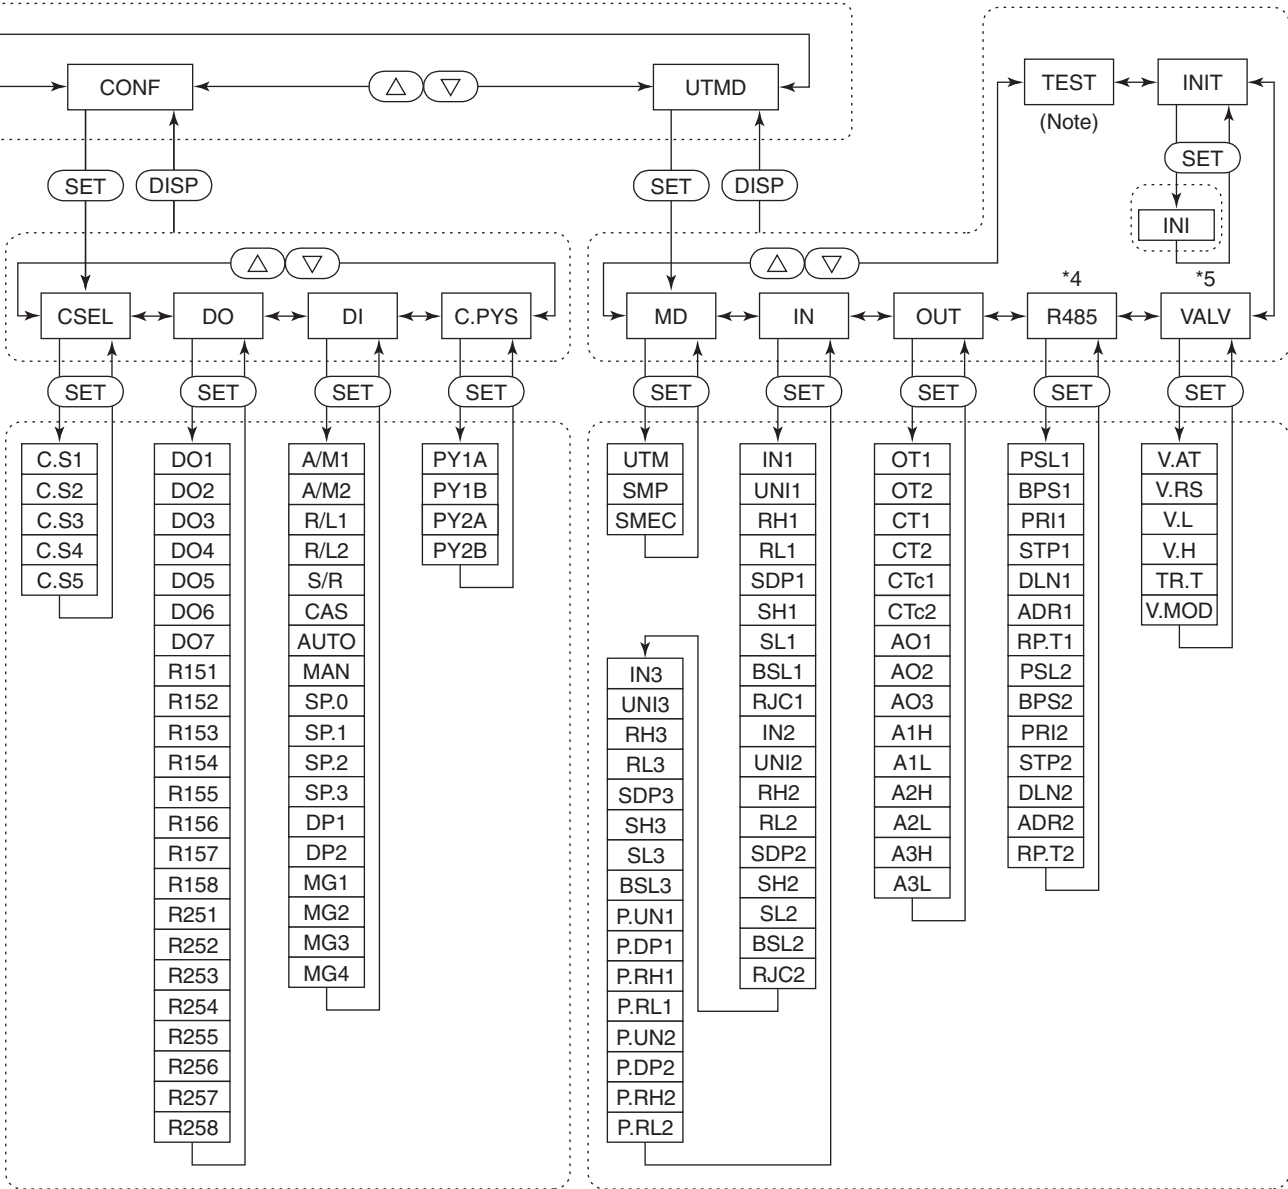 CONF
UTMD
TEST
INIT
(Note)
SET
DISP
SET
DISP
SET
INI
*4
*5
CSEL
DO
DI
C.PYS
MD
IN
OUT
R485
VALV
SET
SET
SET
SET
SET
SET
SET
SET
SET
C.S1
C.S2
C.S3
C.S4
C.S5
DO1
DO2
DO3
DO4
DO5
DO6
DO7
R151
R152
R153
R154
R155
R156
R157
R158
R251
R252
R253
R254
R255
R256
R257
R258
A/M1
A/M2
R/L1
R/L2
S/R
CAS
AUTO
MAN
SP.0
SP.1
SP.2
SP.3
DP1
DP2
MG1
MG2
MG3
MG4
PY1A
PY1B
PY2A
PY2B
UTM
SMP
SMEC
IN1
UNI1
RH1
RL1
SDP1
SH1
SL1
BSL1
RJC1
IN2
UNI2
RH2
RL2
SDP2
SH2
SL2
BSL2
RJC2
IN3
UNI3
RH3
RL3
SDP3
SH3
SL3
BSL3
P.UN1
P.DP1
P.RH1
P.RL1
P.UN2
P.DP2
P.RH2
P.RL2
OT1
OT2
CT1
CT2
CTc1
CTc2
AO1
AO2
AO3
A1H
A1L
A2H
A2L
A3H
A3L
PSL1
BPS1
PRI1
STP1
DLN1
ADR1
RP.T1
PSL2
BPS2
PRI2
STP2
DLN2
ADR2
RP.T2
V.AT
V.RS
V.L
V.H
TR.T
V.MOD